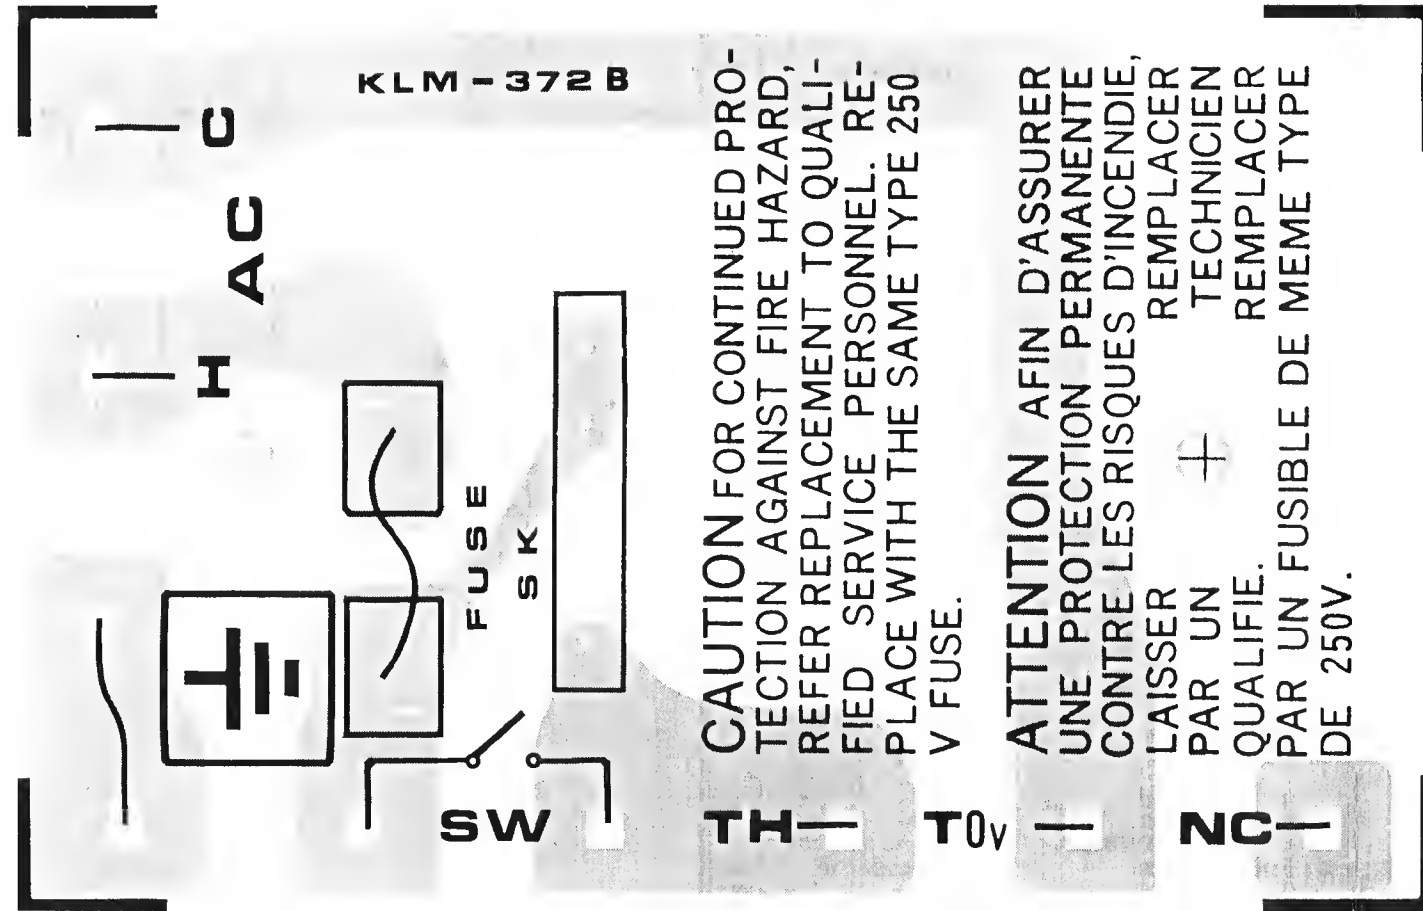 KLM-372B
C
AC
H
FUSE
SK
SW
CAUTION FOR CONTINUED PRO-
TECTION AGAINST FIRE HAZARD,
REFER REPLACEMENT TO QUALI-
FIED SERVICE PERSONNEL. RE-
PLACE WITH THE SAME TYPE 250
V FUSE.
ATTENTION AFIN D'ASSURER
UNE PROTECTION PERMANENTE
CONTRE LES RISQUES D'INCENDIE,
LAISSER REMPLACER
PAR UN TECHNICIEN
QUALIFIE. REMPLACER
PAR UN FUSIBLE DE MEME TYPE
DE 250V.
TH
T0v
NC